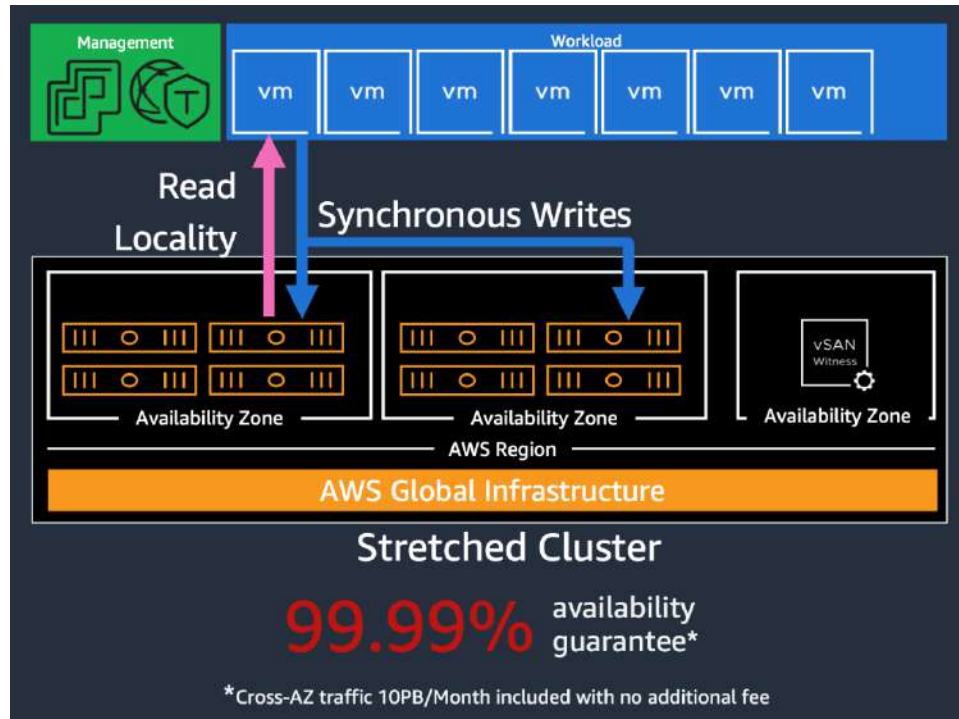 Management
Workload
vm vm vm vm vm vm vm
T
Read
Locality
Synchronous Writes
vSAN
Witness
Availability Zone
Availability Zone
Availability Zone
AWS Region
AWS Global Infrastructure
Stretched Cluster
99.99% availability
guarantee*
*Cross-AZ traffic 10PB/Month included with no additional fee